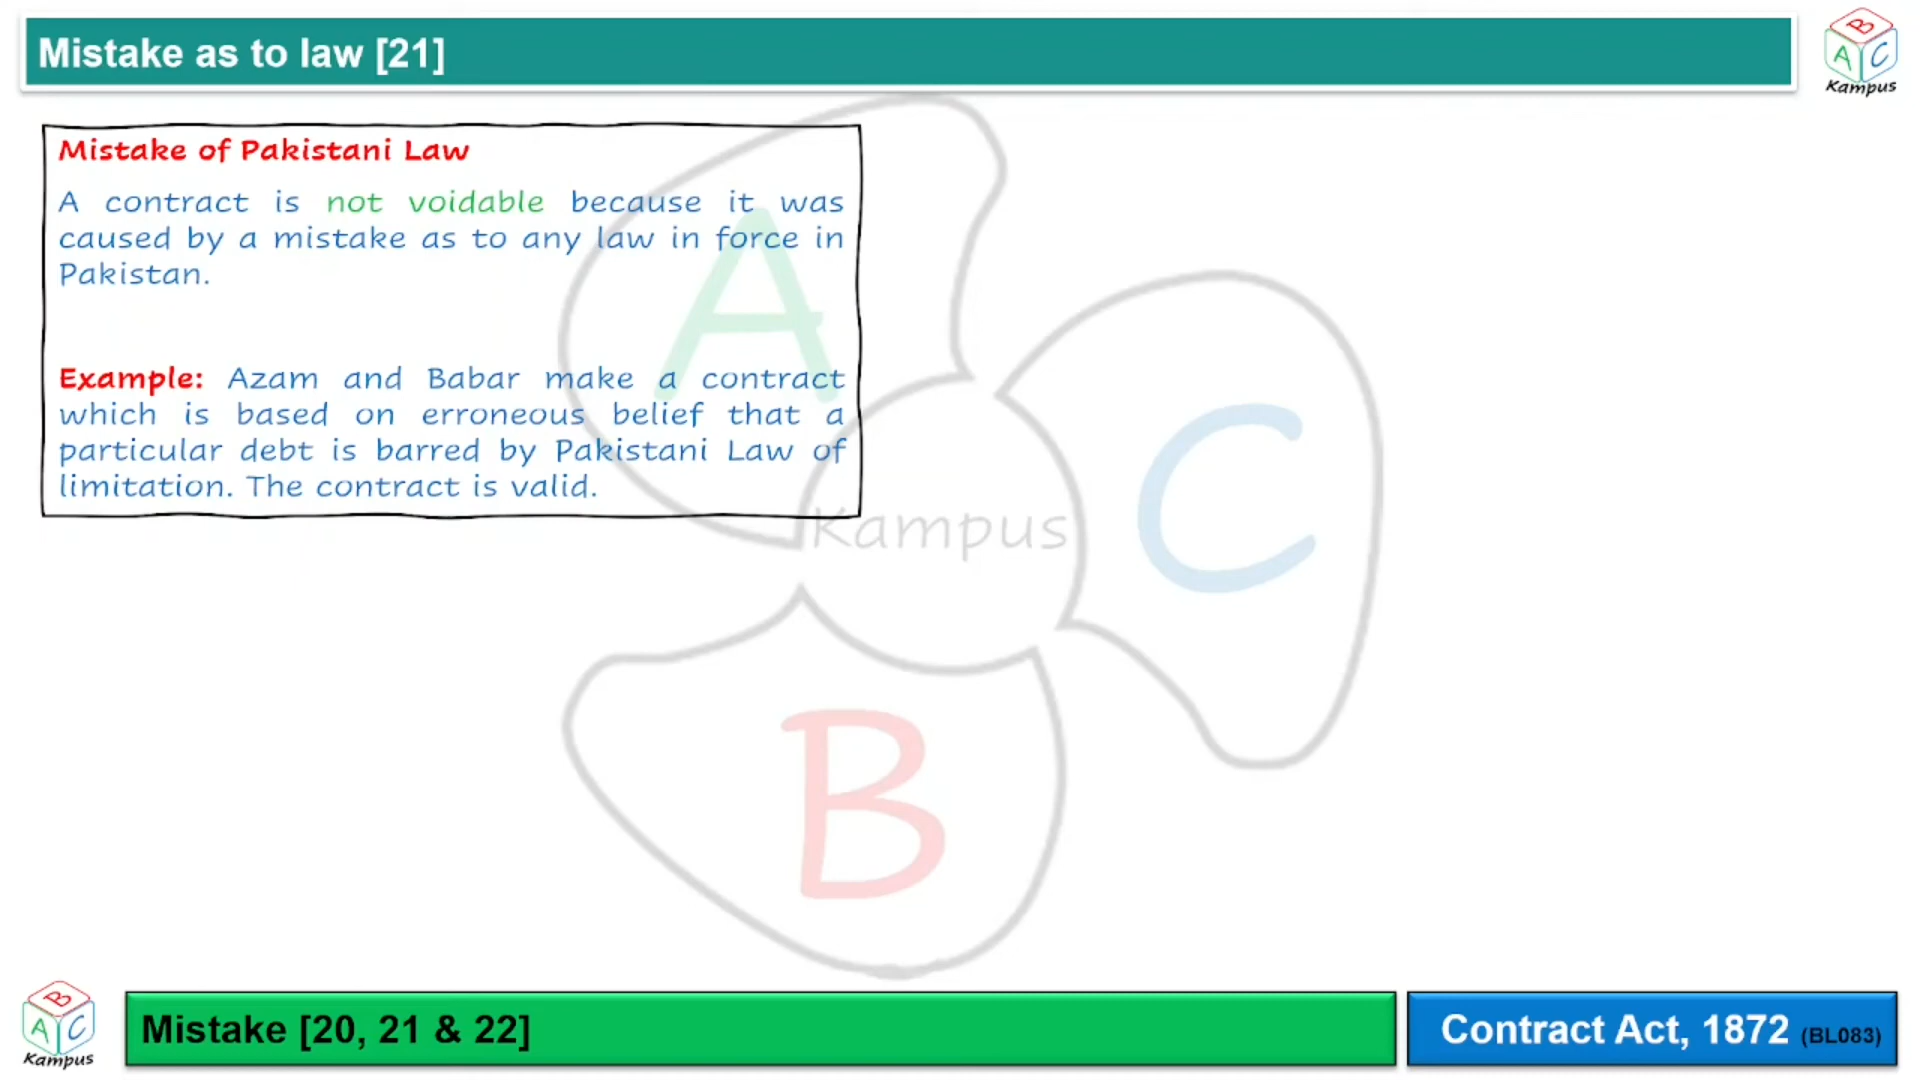 Mistake as to law [21]
B
A C
Kampus
Mistake of Pakistani Law
A contract is not voidable because it was
caused by a mistake as to any law in force in
Pakistan.
Example: Azam and Babar make a contract
which is based on erroneous belief that a
particular debt is barred by Pakistani Law of
limitation. The contract is valid.
A
C
Kampus
B
B
A C
Kampus
Mistake [20, 21 & 22]
Contract Act, 1872 (BL083)